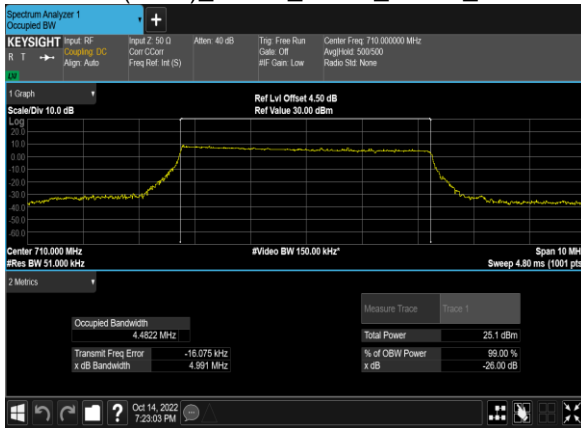 Spectrum Analyzer 1
Occupied BW
+
KEYSIGHT Input: RF Input Z: 50 Ω Atten: 40 dB Trig: Free Run Center Freq: 710.000000 MHz
R T Coupling: DC Corr CCorr Gate: Off Avg|Hold: 500/500
Align: Auto Freq Ref: Int (S) #IF Gain: Low Radio Std: None
1 Graph
Ref Lvl Offset 4.50 dB
Scale/Div 10.0 dB Ref Value 30.00 dBm
Log
20.0
10.0
0.00
-10.0
-20.0
-30.0
-40.0
-50.0
-60.0
Center 710.000 MHz #Video BW 150.00 kHz* Span 10 MH
#Res BW 51.000 kHz Sweep 4.80 ms (1001 pts
2 Metrics
Measure Trace Trace 1
Occupied Bandwidth
4.4822 MHz Total Power 25.1 dBm
Transmit Freq Error -16.075 kHz % of OBW Power 99.00 %
x dB Bandwidth 4.991 MHz x dB -26.00 dB
?
Oct 14, 2022
7:23:03 PM